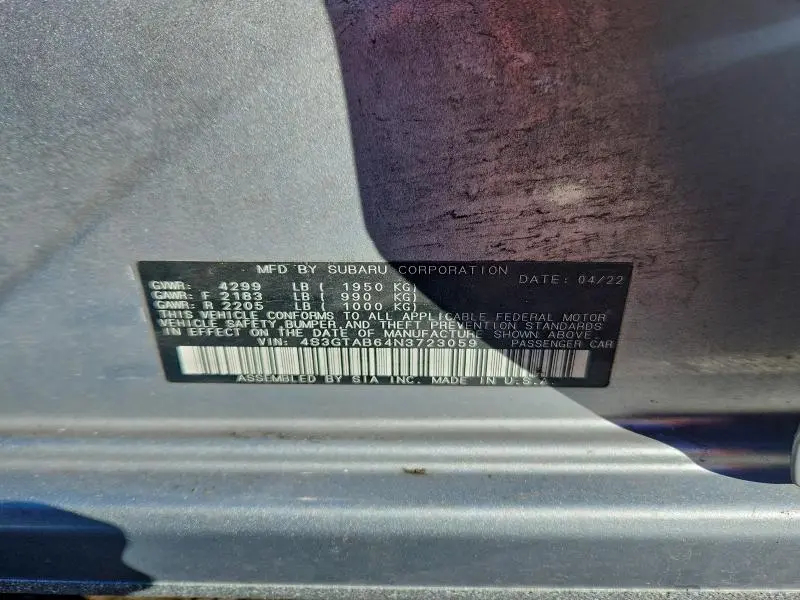 MFD BY SUBARU CORPORATION DATE: 04/22
GVWR: 4299 LB ( 1950 KG)
GAWR: F 2183 LB ( 990 KG)
GAWR: R 2205 LB ( 1000 KG)
THIS VEHICLE CONFORMS TO ALL APPLICABLE FEDERAL MOTOR
VEHICLE SAFETY, BUMPER, AND THEFT PREVENTION STANDARDS
IN EFFECT ON THE DATE OF MANUFACTURE SHOWN ABOVE.
VIN: 4S3GTAB64N3723059 PASSENGER CAR
ASSEMBLED BY SIA INC. MADE IN U.S.A.